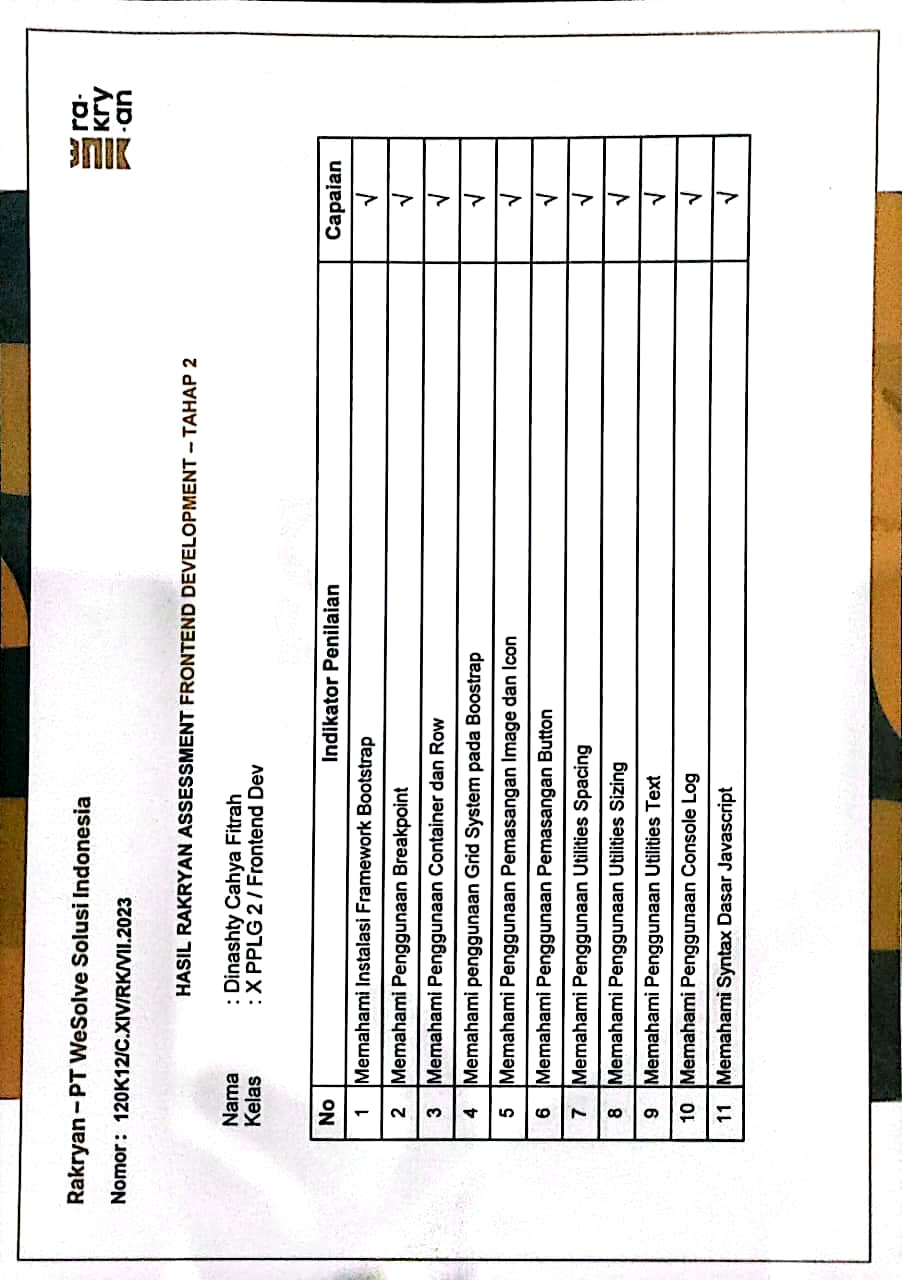 Rakryan – PT WeSolve Solusi Indonesia
Nomor : 120K12/C.XIV/RK/VII.2023
ra-
kry
-an
HASIL RAKRYAN ASSESSMENT FRONTEND DEVELOPMENT – TAHAP 2
Nama : Dinashty Cahya Fitrah
Kelas : X PPLG 2 / Frontend Dev
No Indikator Penilaian Capaian
1 Memahami Instalasi Framework Bootstrap √
2 Memahami Penggunaan Breakpoint √
3 Memahami Penggunaan Container dan Row √
4 Memahami penggunaan Grid System pada Boostrap √
5 Memahami Penggunaan Pemasangan Image dan Icon √
6 Memahami Penggunaan Pemasangan Button √
7 Memahami Penggunaan Utilities Spacing √
8 Memahami Penggunaan Utilities Sizing √
9 Memahami Penggunaan Utilities Text √
10 Memahami Penggunaan Console Log √
11 Memahami Syntax Dasar Javascript √